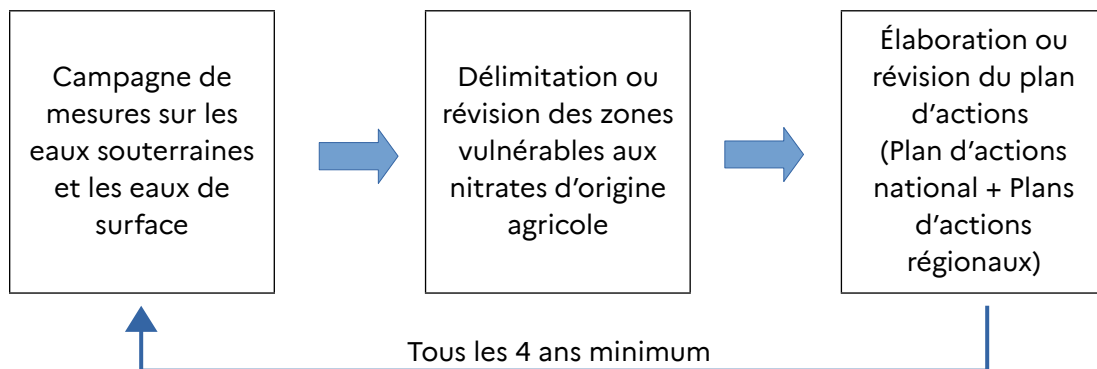 Campagne de
mesures sur les
eaux souterraines
et les eaux de
surface
Délimitation ou
révision des zones
vulnérables aux
nitrates d’origine
agricole
Élaboration ou
révision du plan
d’actions
(Plan d’actions
national + Plans
d’actions
régionaux)
Tous les 4 ans minimum